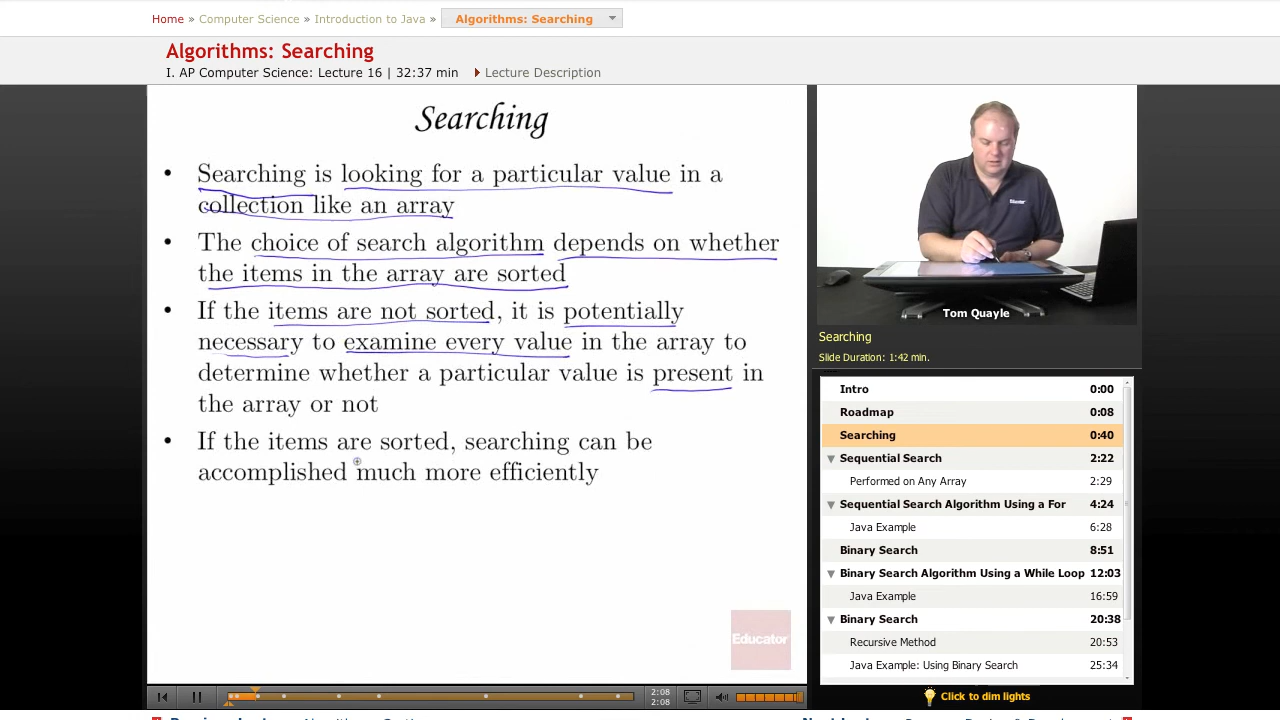 Home » Computer Science » Introduction to Java » Algorithms: Searching
Algorithms: Searching
I. AP Computer Science: Lecture 16 | 32:37 min Lecture Description
Searching
• Searching is looking for a particular value in a
collection like an array
• The choice of search algorithm depends on whether
the items in the array are sorted
• If the items are not sorted, it is potentially
necessary to examine every value in the array to
determine whether a particular value is present in
the array or not
• If the items are sorted, searching can be
accomplished much more efficiently
Educator
2:08
2:08
Educator
Tom Quayle
Searching
Slide Duration: 1:42 min.
Intro 0:00
Roadmap 0:08
Searching 0:40
Sequential Search 2:22
Performed on Any Array 2:29
Sequential Search Algorithm Using a For 4:24
Java Example 6:28
Binary Search 8:51
Binary Search Algorithm Using a While Loop 12:03
Java Example 16:59
Binary Search 20:38
Recursive Method 20:53
Java Example: Using Binary Search 25:34
Click to dim lights